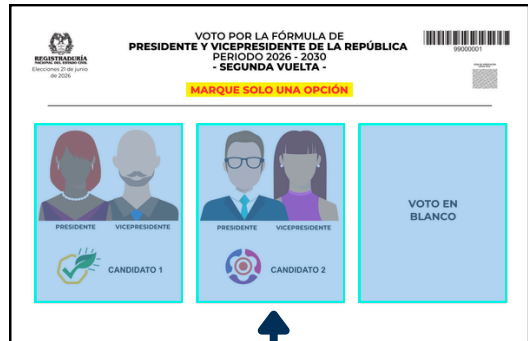 REGISTRADURÍA
NACIONAL DEL ESTADO CIVIL
Elecciones 21 de junio
de 2026
VOTO POR LA FÓRMULA DE
PRESIDENTE Y VICEPRESIDENTE DE LA REPÚBLICA
PERIODO 2026 - 2030
- SEGUNDA VUELTA -
MARQUE SOLO UNA OPCIÓN
99000001
PRESIDENTE VICEPRESIDENTE
CANDIDATO 1
PRESIDENTE VICEPRESIDENTE
CANDIDATO 2
VOTO EN
BLANCO